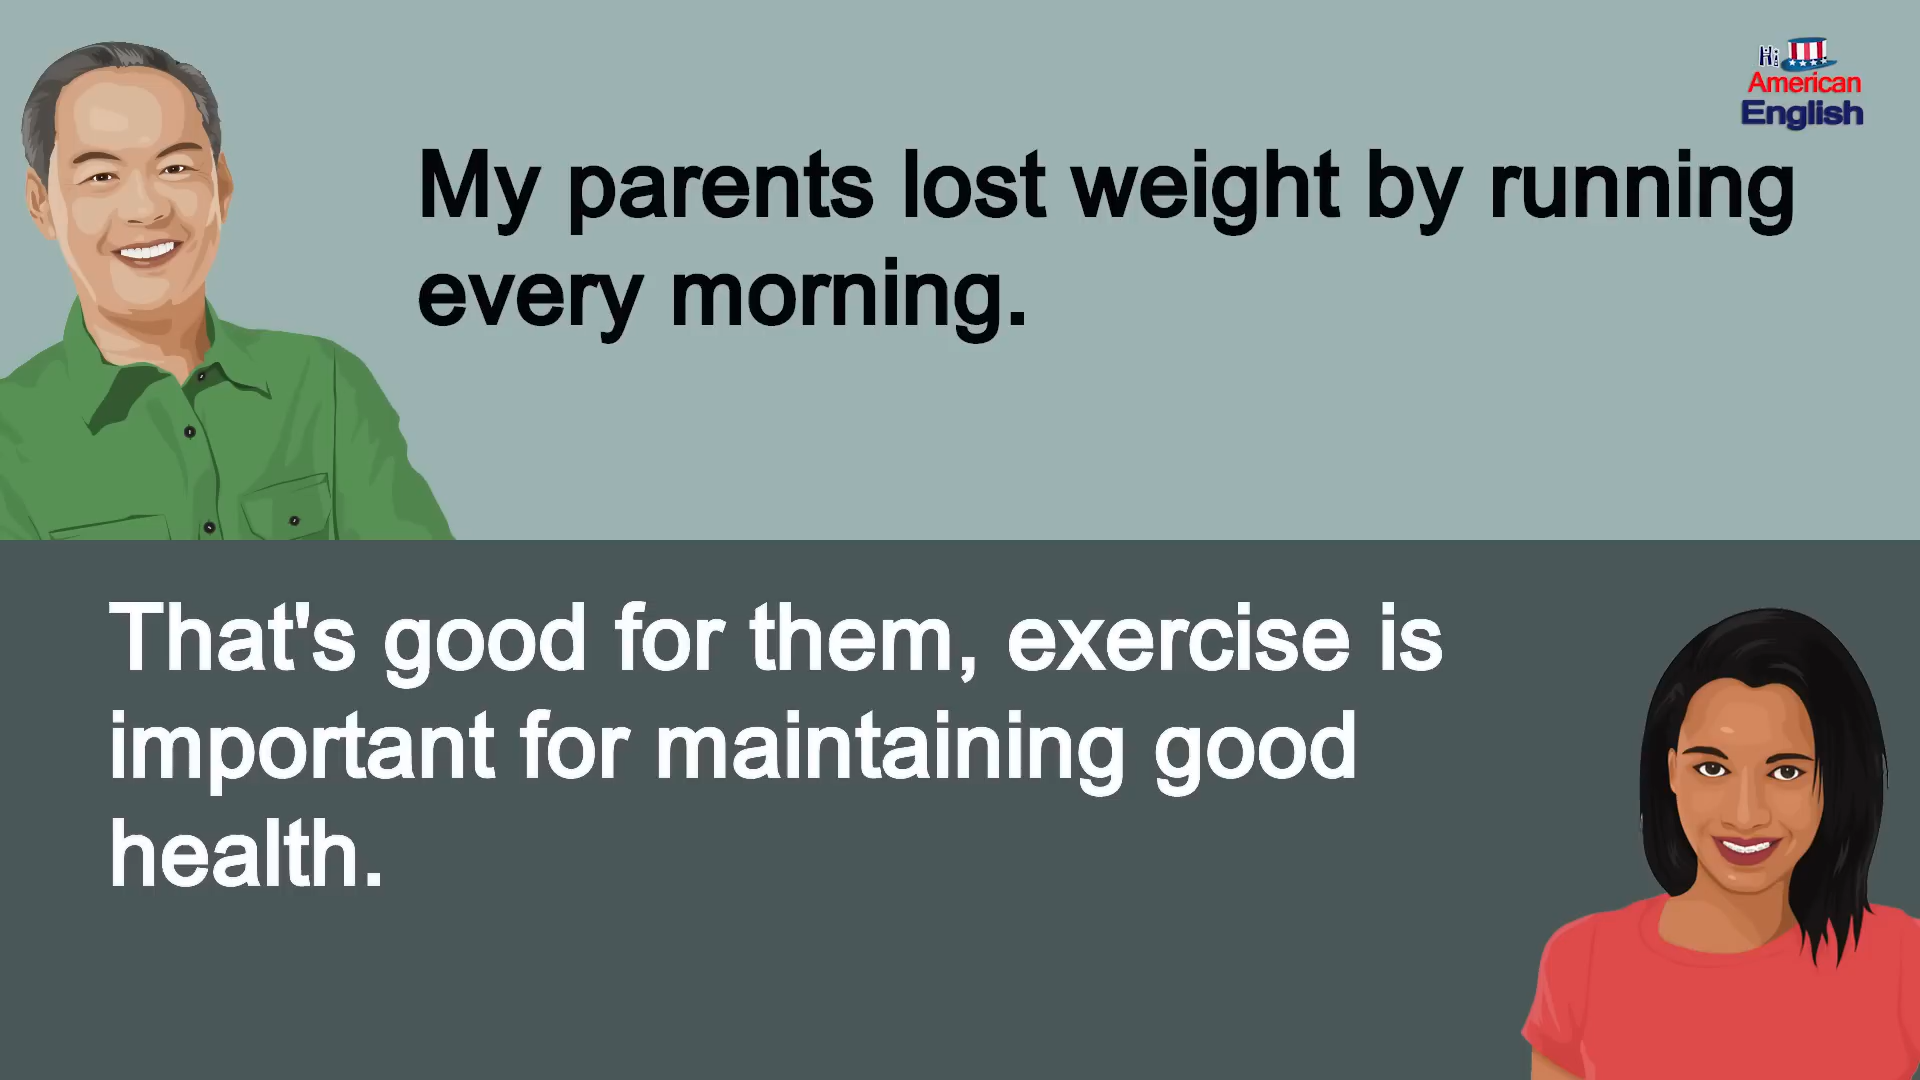 Hi
American
English
My parents lost weight by running
every morning.
That's good for them, exercise is
important for maintaining good
health.